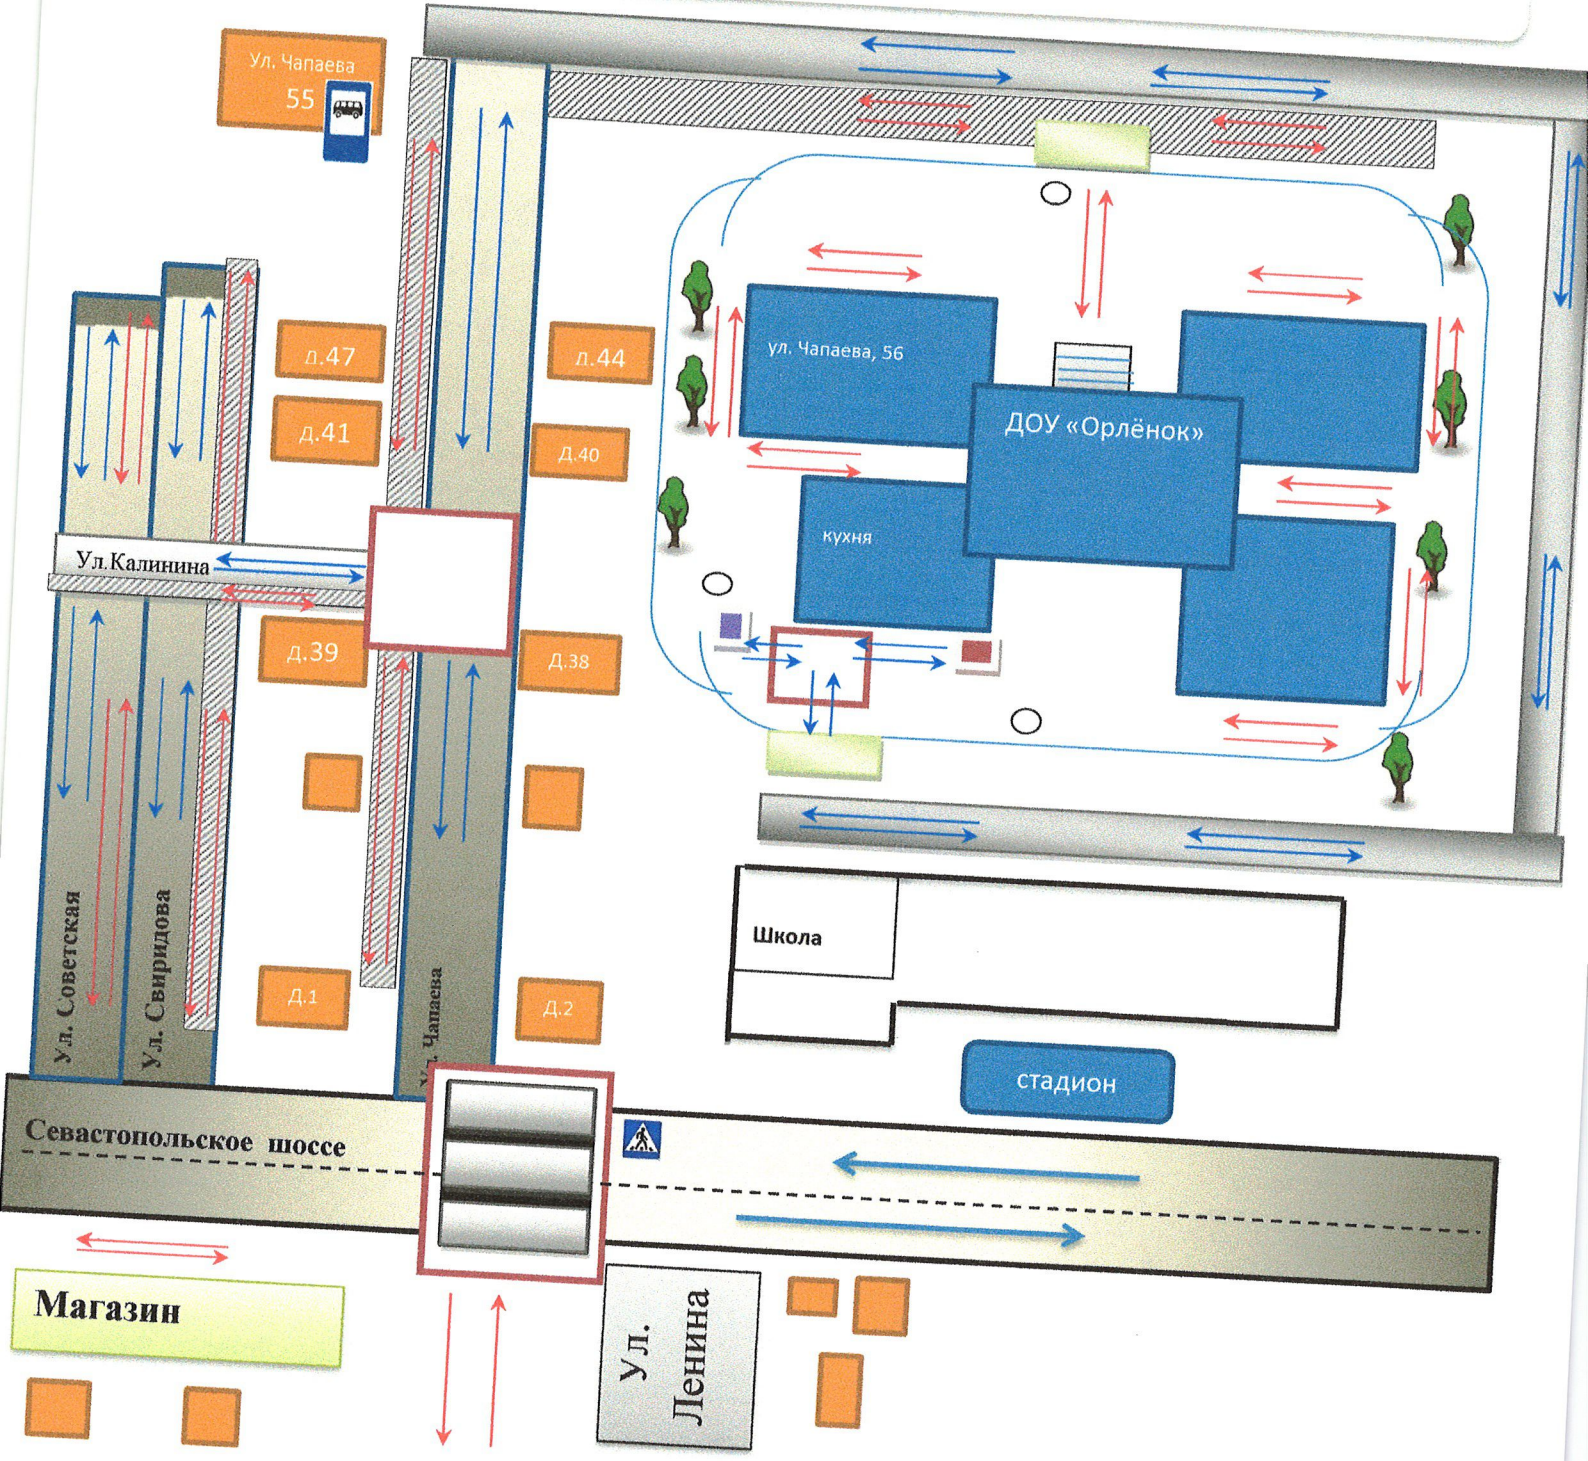 Ул. Чапаева
55
д.47
д.44
д.41
Д.40
ул. Чапаева, 56
ДОУ «Орлёнок»
кухня
Ул.Калинина
д.39
Д.38
Ул. Советская
Ул. Свиридова
Ул. Чапаева
Д.1
Д.2
Школа
стадион
Севастопольское шоссе
Магазин
Ул.
Ленина